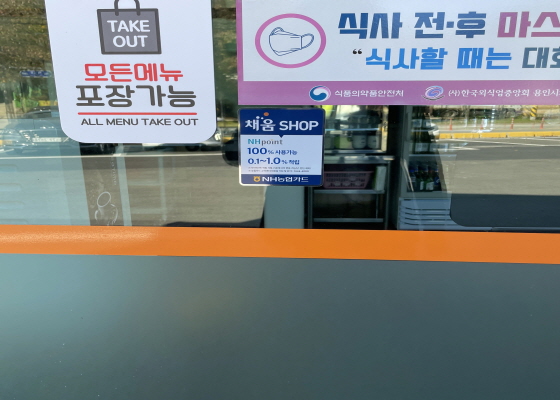 TAKE
OUT
모든메뉴
포장가능
ALL MENU TAKE OUT
식사 전·후 마스
“식사할 때는 대화
식품의약품안전처
(사)한국외식업중앙회 용인시
채움 SHOP
NHpoint
100% 사용가능
0.1~1.0% 적립
NH농협카드